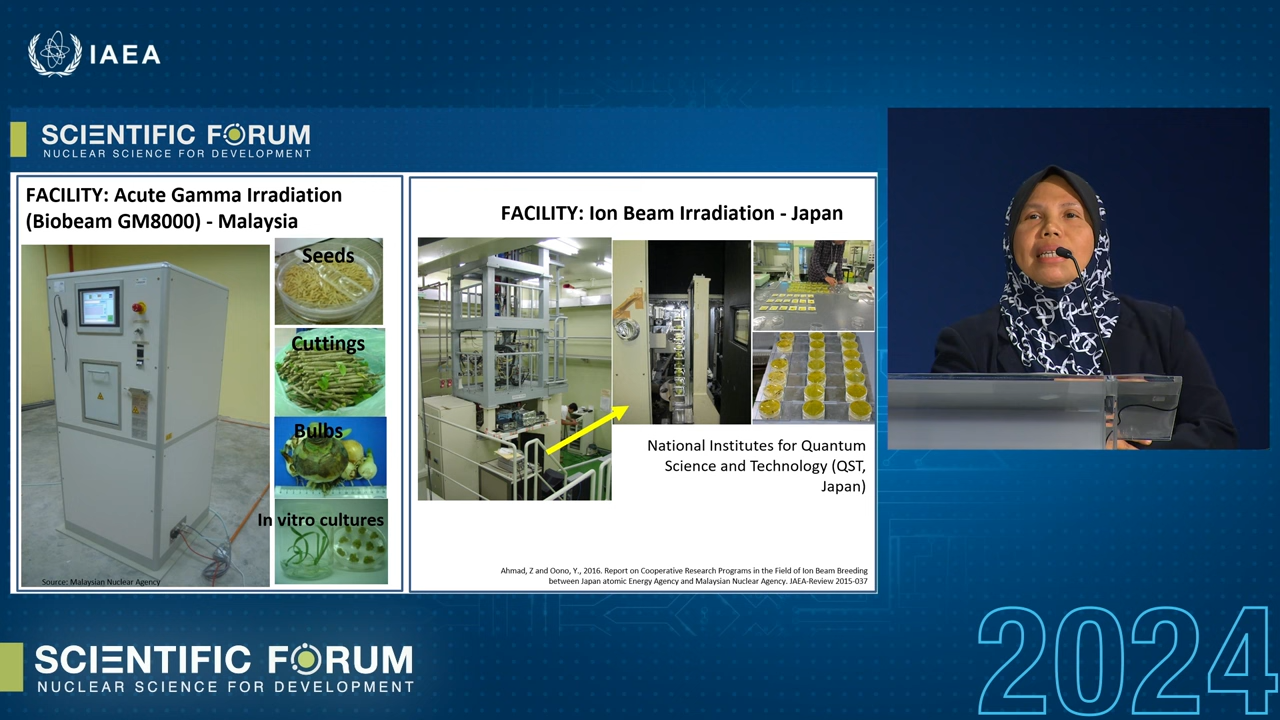 IAEA
SCIENTIFIC FORUM
NUCLEAR SCIENCE FOR DEVELOPMENT
FACILITY: Acute Gamma Irradiation
(Biobeam GM8000) - Malaysia
Seeds
Cuttings
Bulbs
In vitro cultures
Source: Malaysian Nuclear Agency
FACILITY: Ion Beam Irradiation - Japan
National Institutes for Quantum
Science and Technology (QST,
Japan)
Ahmad, Z and Oono, Y., 2016. Report on Cooperative Research Programs in the Field of Ion Beam Breeding
between Japan atomic Energy Agency and Malaysian Nuclear Agency. JAEA-Review 2015-037
SCIENTIFIC FORUM
NUCLEAR SCIENCE FOR DEVELOPMENT
2024